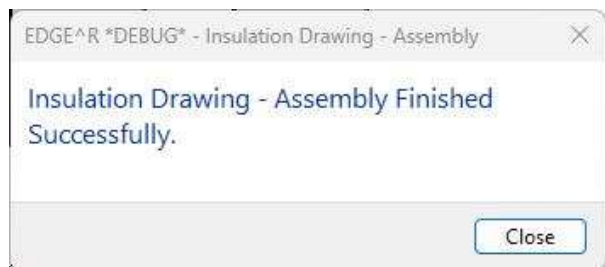 EDGE^R *DEBUG* - Insulation Drawing - Assembly
Insulation Drawing - Assembly Finished
Successfully.
Close